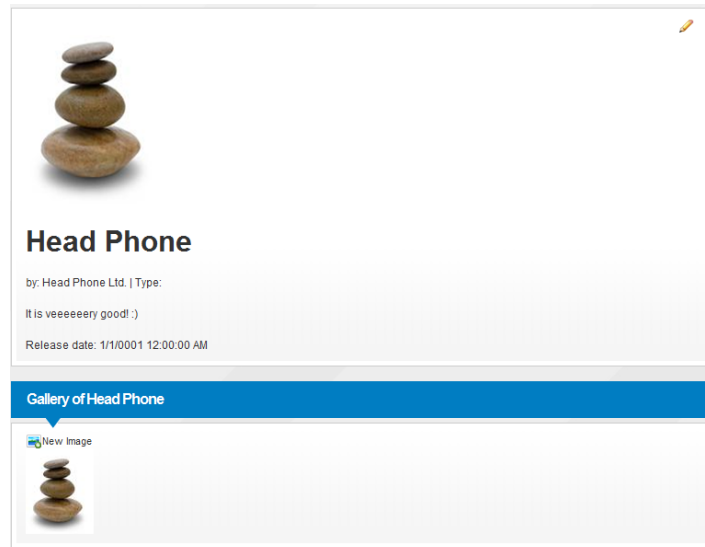 Head Phone
by: Head Phone Ltd. | Type:
It is veeeeeery good! :)
Release date: 1/1/0001 12:00:00 AM
Gallery of Head Phone
New Image